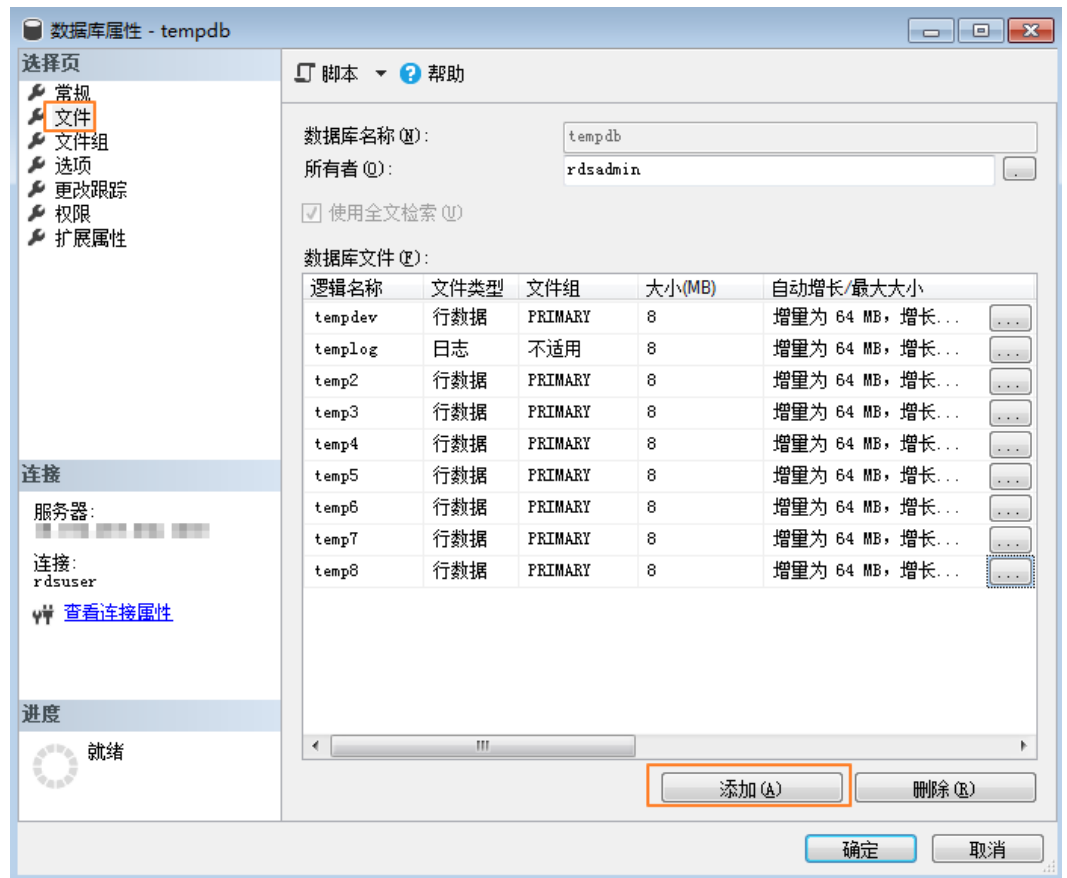 数据库属性 - tempdb
选择页
常规
文件
文件组
选项
更改跟踪
权限
扩展属性
连接
服务器:
连接:
rdsuser
查看连接属性
进度
就绪
脚本 帮助
数据库名称(N): tempdb
所有者(O): rdsadmin
使用全文检索(U)
数据库文件(F):
逻辑名称 文件类型 文件组 大小(MB) 自动增长/最大大小
tempdev 行数据 PRIMARY 8 增量为 64 MB，增长... ...
templog 日志 不适用 8 增量为 64 MB，增长... ...
temp2 行数据 PRIMARY 8 增量为 64 MB，增长... ...
temp3 行数据 PRIMARY 8 增量为 64 MB，增长... ...
temp4 行数据 PRIMARY 8 增量为 64 MB，增长... ...
temp5 行数据 PRIMARY 8 增量为 64 MB，增长... ...
temp6 行数据 PRIMARY 8 增量为 64 MB，增长... ...
temp7 行数据 PRIMARY 8 增量为 64 MB，增长... ...
temp8 行数据 PRIMARY 8 增量为 64 MB，增长... ...
添加(A) 删除(R)
确定 取消